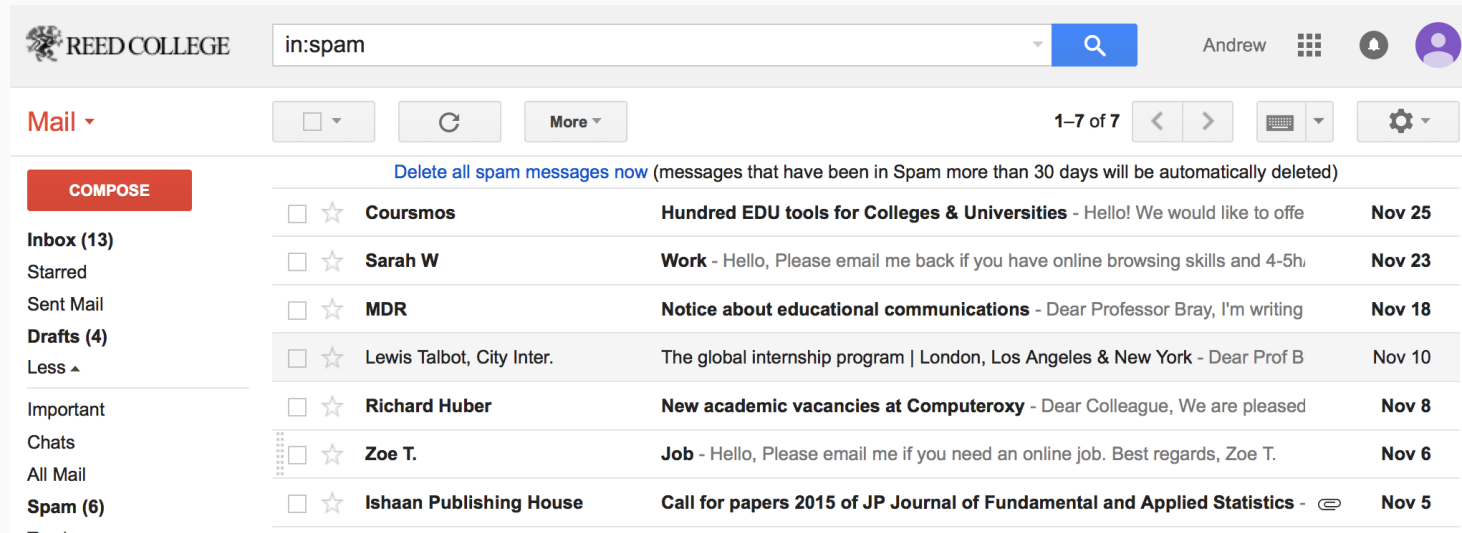 REED COLLEGE
in:spam
Andrew
Mail
More
1–7 of 7
COMPOSE
Delete all spam messages now (messages that have been in Spam more than 30 days will be automatically deleted)
Inbox (13)
Starred
Sent Mail
Drafts (4)
Less
Important
Chats
All Mail
Spam (6)
Coursmos Hundred EDU tools for Colleges & Universities - Hello! We would like to offe Nov 25
Sarah W Work - Hello, Please email me back if you have online browsing skills and 4-5h/ Nov 23
MDR Notice about educational communications - Dear Professor Bray, I'm writing Nov 18
Lewis Talbot, City Inter. The global internship program | London, Los Angeles & New York - Dear Prof B Nov 10
Richard Huber New academic vacancies at Computeroxy - Dear Colleague, We are pleased Nov 8
Zoe T. Job - Hello, Please email me if you need an online job. Best regards, Zoe T. Nov 6
Ishaan Publishing House Call for papers 2015 of JP Journal of Fundamental and Applied Statistics - Nov 5